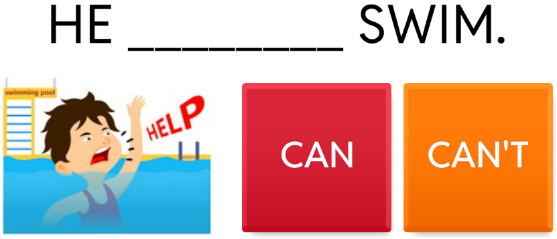 HE ________ SWIM.
swimming pool
HELP
CAN
CAN'T